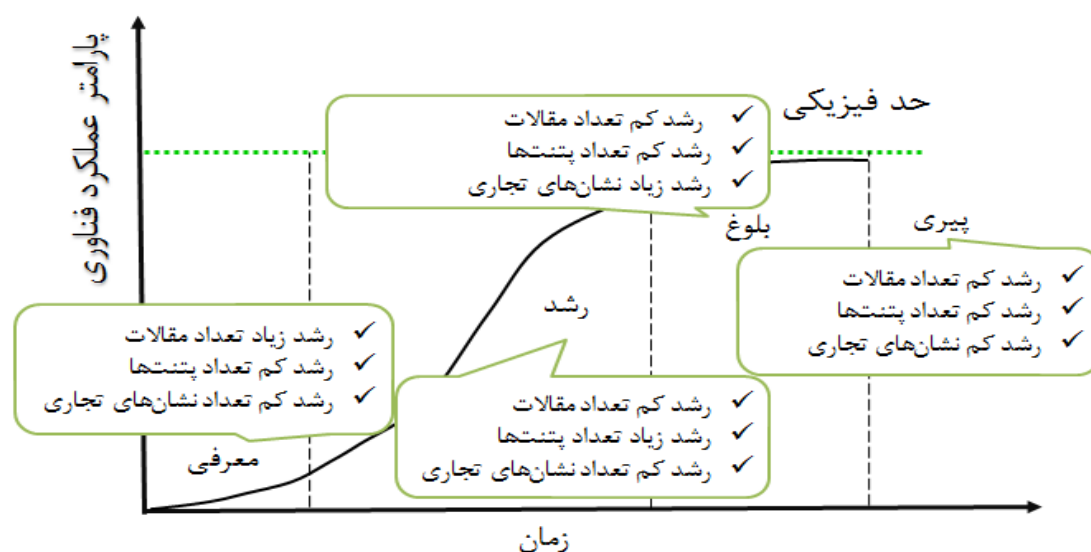 پارامتر عملکرد فناوری
حد فیزیکی
✓ رشد کم تعداد مقالات
✓ رشد کم تعداد پتنت‌ها
✓ رشد زیاد نشان‌های تجاری
بلوغ
پیری
✓ رشد کم تعداد مقالات
✓ رشد کم تعداد پتنت‌ها
✓ رشد کم نشان‌های تجاری
رشد
✓ رشد زیاد تعداد مقالات
✓ رشد کم تعداد پتنت‌ها
✓ رشد کم تعداد نشان‌های تجاری
✓ رشد کم تعداد مقالات
✓ رشد زیاد تعداد پتنت‌ها
✓ رشد کم تعداد نشان‌های تجاری
معرفی
زمان